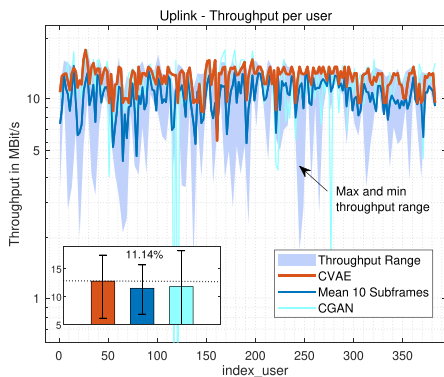 Uplink - Throughput per user
Throughput in MBit/s
10
5
1
Max and min
throughput range
11.14%
15
10
5
Throughput Range
CVAE
Mean 10 Subframes
CGAN
0 50 100 150 200 250 300 350
index_user